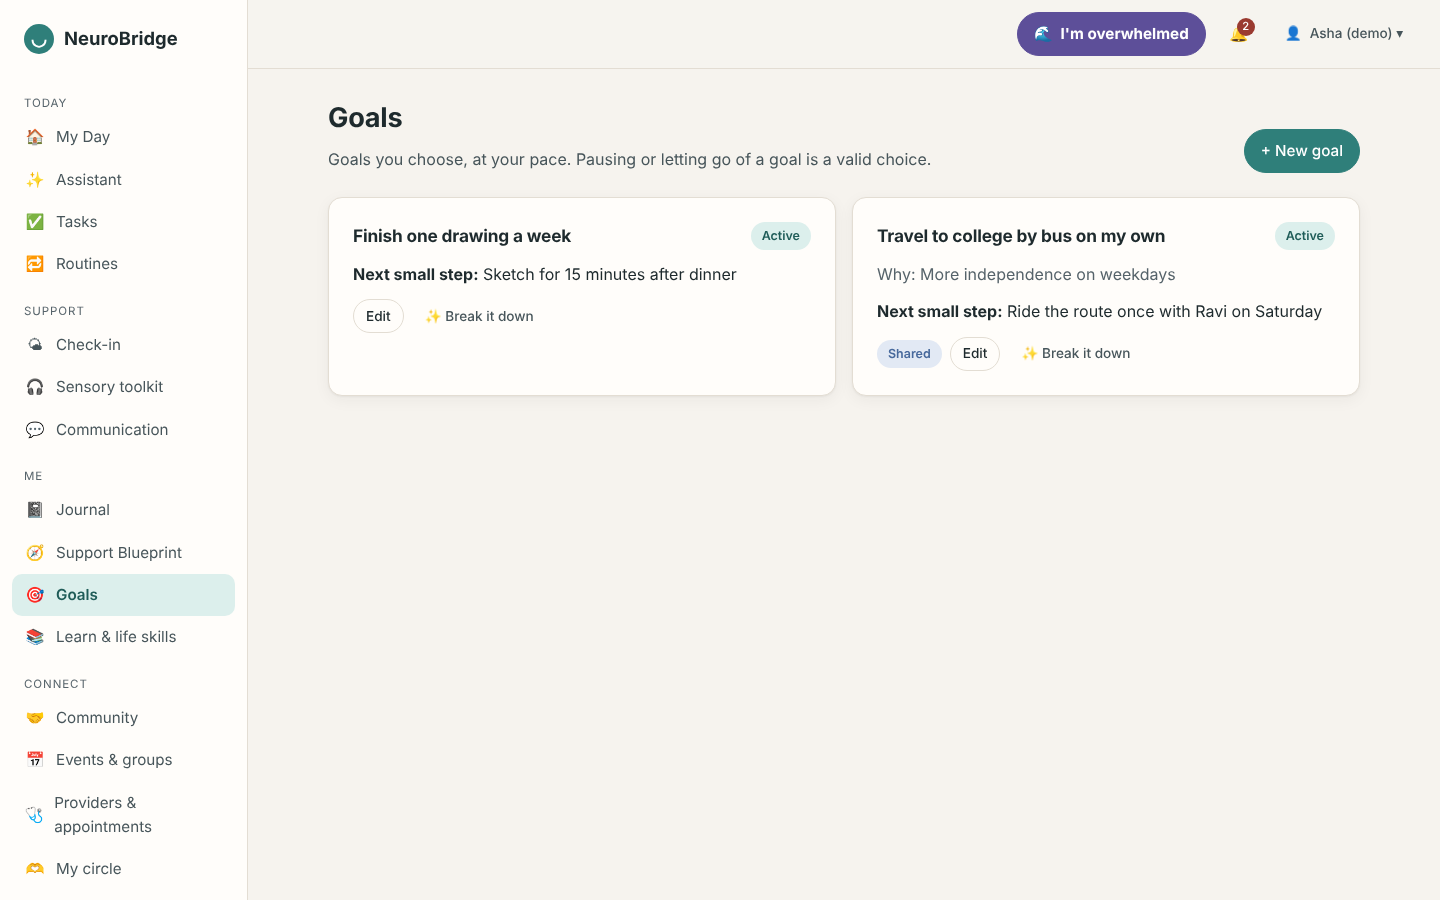 NeuroBridge
TODAY
My Day
Assistant
Tasks
Routines
SUPPORT
Check-in
Sensory toolkit
Communication
ME
Journal
Support Blueprint
Goals
Learn & life skills
CONNECT
Community
Events & groups
Providers &
appointments
My circle
I'm overwhelmed
2
Asha (demo) ▾
Goals
Goals you choose, at your pace. Pausing or letting go of a goal is a valid choice.
+ New goal
Finish one drawing a week
Active
Next small step: Sketch for 15 minutes after dinner
Edit
Break it down
Travel to college by bus on my own
Active
Why: More independence on weekdays
Next small step: Ride the route once with Ravi on Saturday
Shared
Edit
Break it down